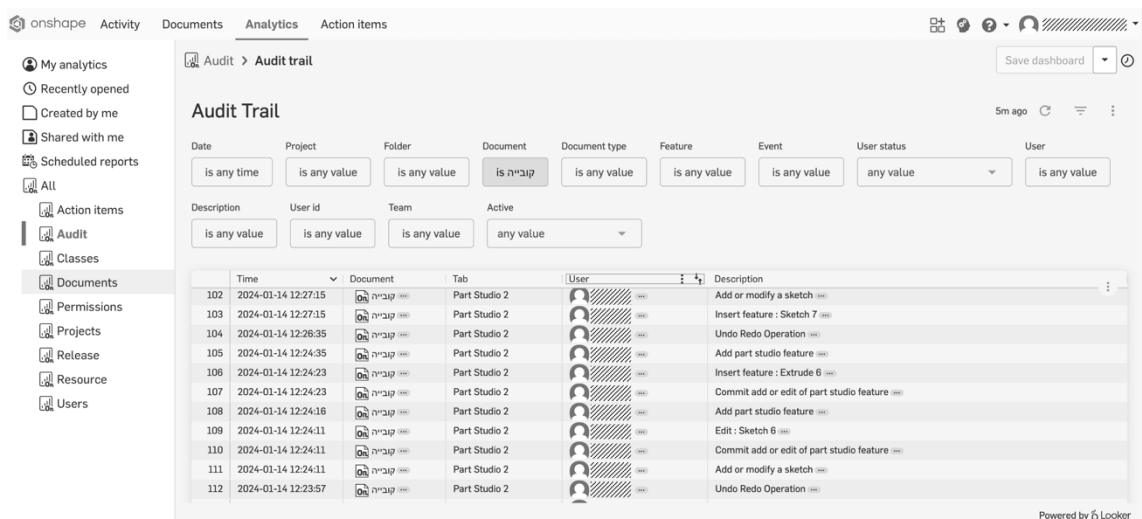 onshape Activity Documents Analytics Action items
My analytics
Recently opened
Created by me
Shared with me
Scheduled reports
All
Action items
Audit
Classes
Documents
Permissions
Projects
Release
Resource
Users
Audit > Audit trail
Save dashboard
Audit Trail
5m ago
Date Project Folder Document Document type Feature Event User status User
is any time is any value is any value is קובייה is any value is any value is any value any value is any value
Description User id Team Active
is any value is any value is any value any value
Time Document Tab User Description
102 2024-01-14 12:27:15 קובייה Part Studio 2 Add or modify a sketch
103 2024-01-14 12:27:15 קובייה Part Studio 2 Insert feature : Sketch 7
104 2024-01-14 12:26:35 קובייה Part Studio 2 Undo Redo Operation
105 2024-01-14 12:24:35 קובייה Part Studio 2 Add part studio feature
106 2024-01-14 12:24:23 קובייה Part Studio 2 Insert feature : Extrude 6
107 2024-01-14 12:24:23 קובייה Part Studio 2 Commit add or edit of part studio feature
108 2024-01-14 12:24:16 קובייה Part Studio 2 Add part studio feature
109 2024-01-14 12:24:11 קובייה Part Studio 2 Edit : Sketch 6
110 2024-01-14 12:24:11 קובייה Part Studio 2 Commit add or edit of part studio feature
111 2024-01-14 12:24:11 קובייה Part Studio 2 Add or modify a sketch
112 2024-01-14 12:23:57 קובייה Part Studio 2 Undo Redo Operation
Powered by Looker